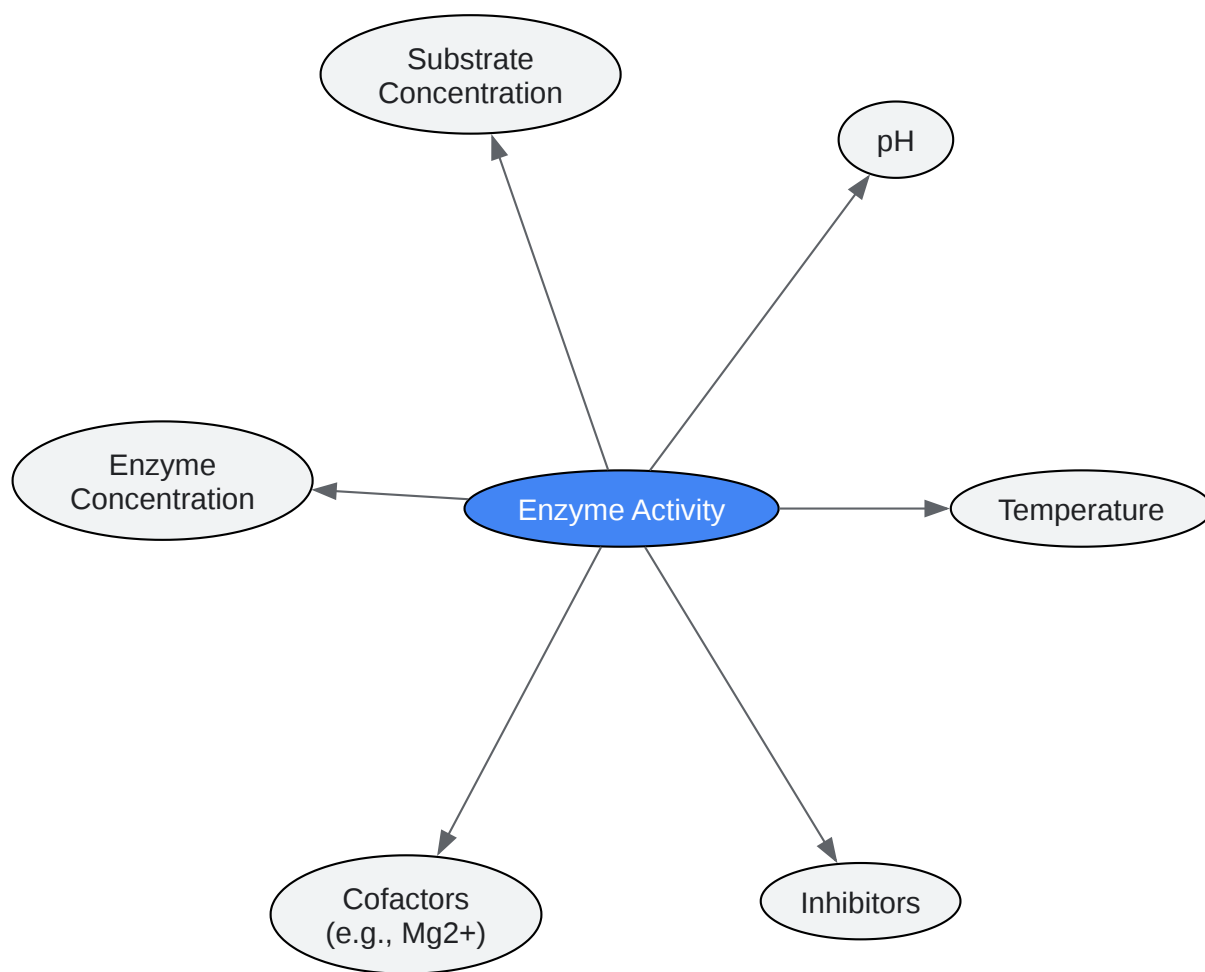 Substrate
Concentration
pH
Enzyme
Concentration
Enzyme Activity
Temperature
Cofactors
(e.g., Mg2+)
Inhibitors